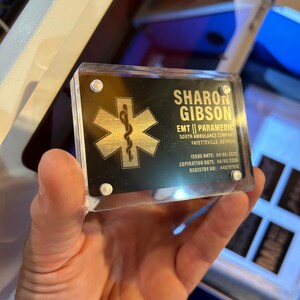 SHARON
GIBSON
EMT || PARAMEDIC
SOUTH AMBULANCE COMPANY
FAYETTEVILLE, GEORGIA
ISSUE DATE:
EXPIRATION DATE:
REGISTRY NO: